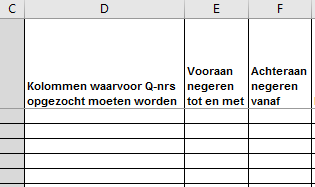 C D E F
Kolommen waarvoor Q-nrs
opgezocht moeten worden
Vooraan
negeren
tot en met
Achteraan
negeren
vanaf